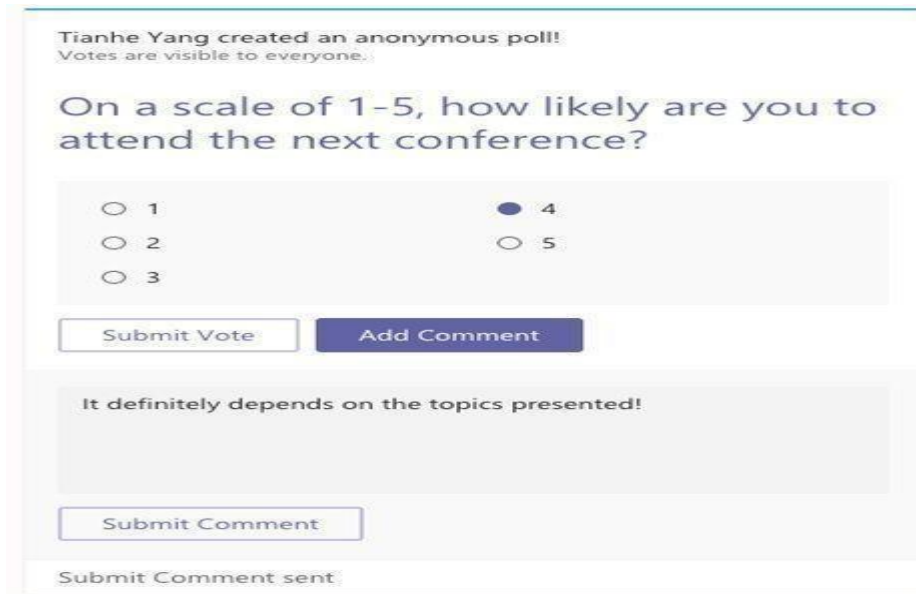 Tianhe Yang created an anonymous poll!
Votes are visible to everyone.
On a scale of 1-5, how likely are you to
attend the next conference?
1
2
3
4
5
Submit Vote
Add Comment
It definitely depends on the topics presented!
Submit Comment
Submit Comment sent